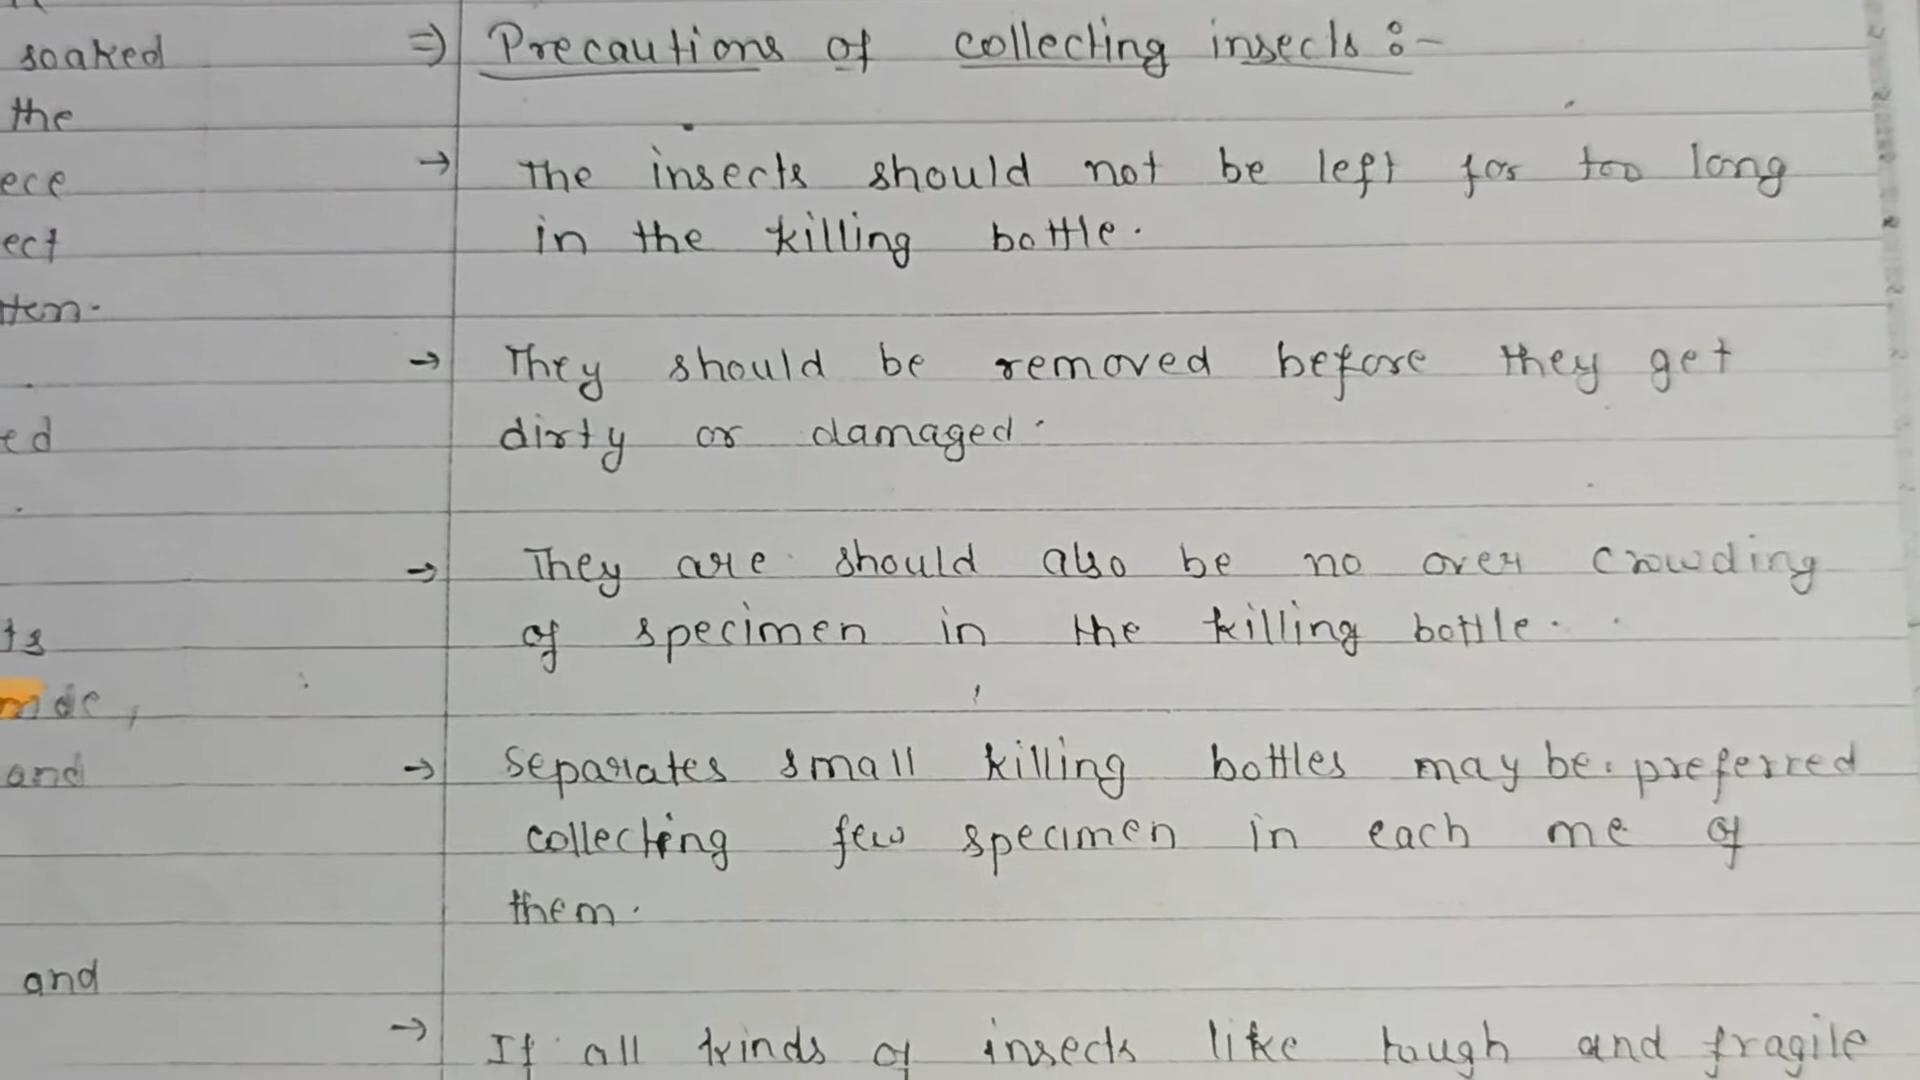 soaked
the
ece
ect
ten.
ed
ts
and
and
⇒ Precautions of collecting insects :-
→ The insects should not be left for too long
in the killing bottle.
→ They should be removed before they get
dirty or damaged.
→ They are should also be no over crowding
of specimen in the killing bottle.
→ Separates small killing bottles may be preferred
collecting few specimen in each me of
them.
→ If all kinds of insects like tough and fragile